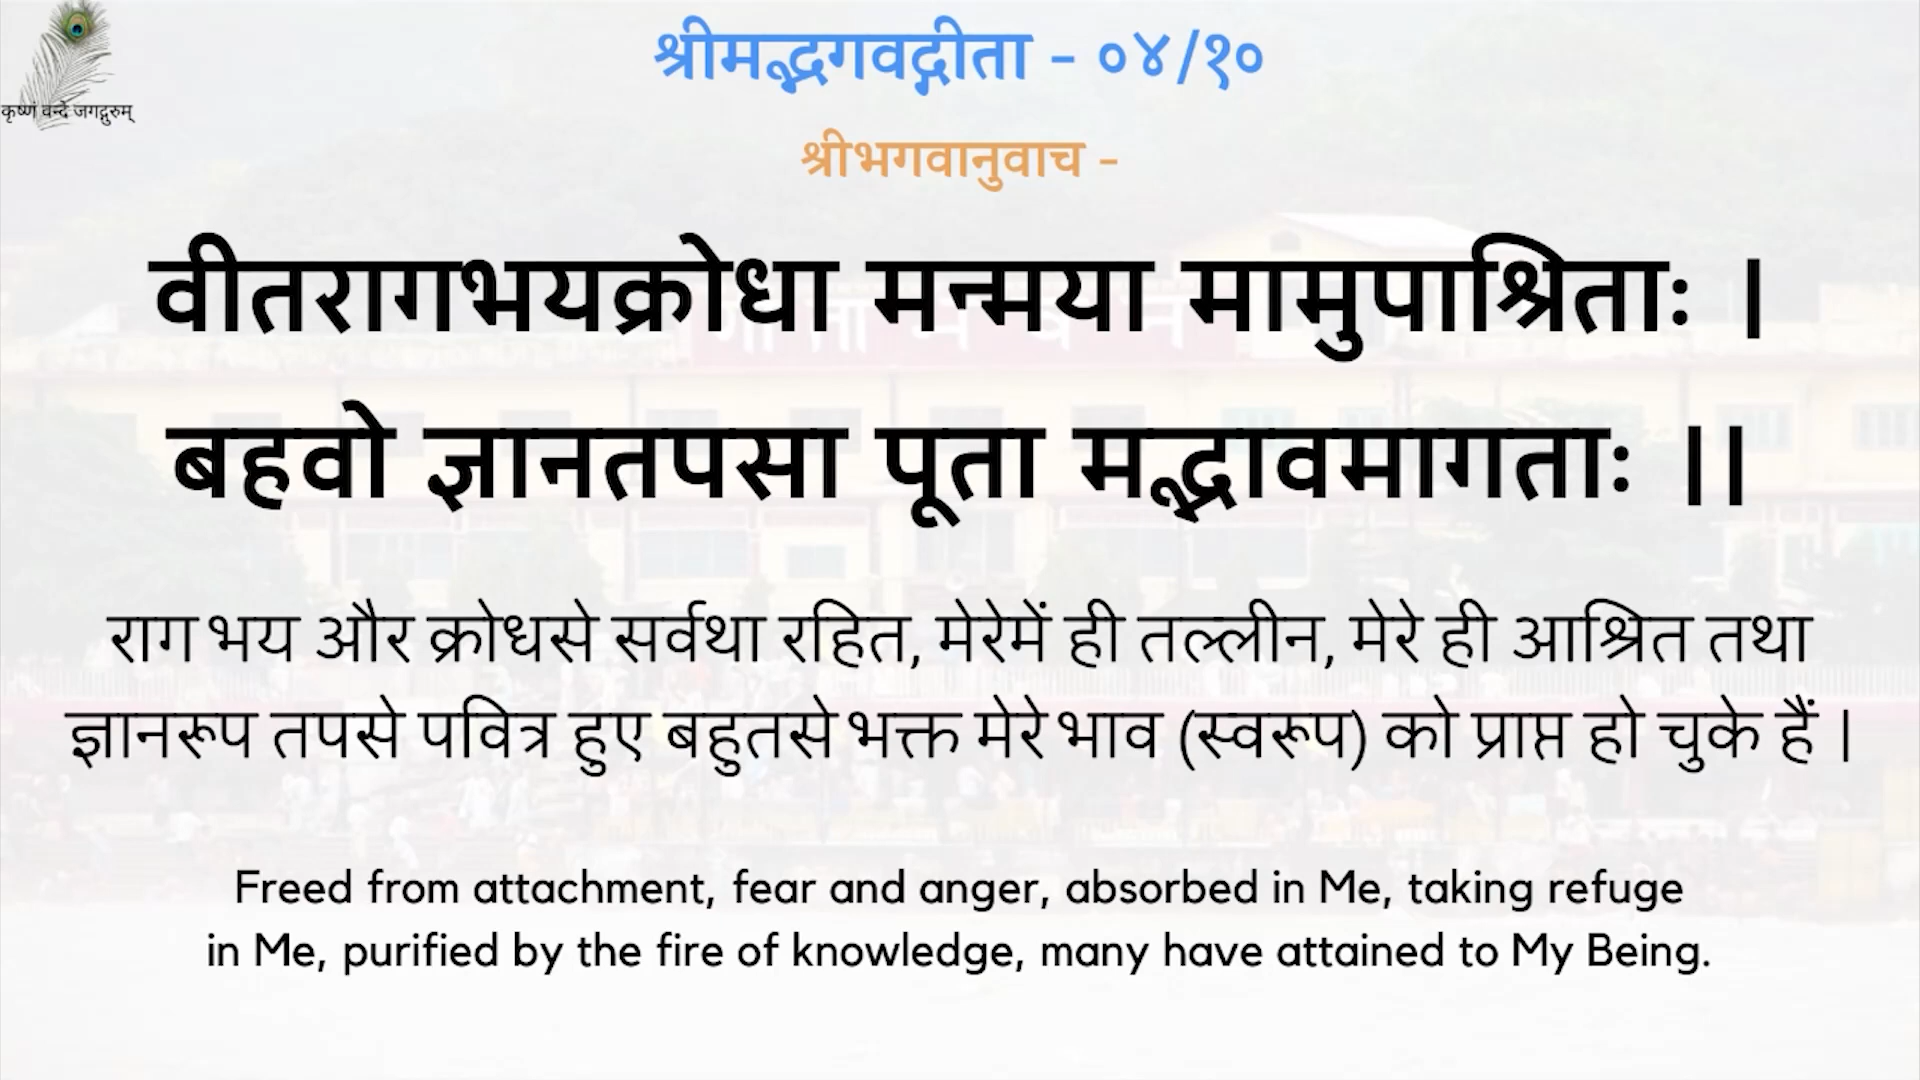 श्रीमद्भगवद्गीता - ०४/१०
कृष्णं वन्दे जगद्गुरुम्
श्रीभगवानुवाच -
वीतरागभयक्रोधा मन्मया मामुपाश्रिताः ।
बहवो ज्ञानतपसा पूता मद्भावमागताः ।।
राग भय और क्रोधसे सर्वथा रहित, मेरेमें ही तल्लीन, मेरे ही आश्रित तथा
ज्ञानरूप तपसे पवित्र हुए बहुतसे भक्त मेरे भाव (स्वरूप) को प्राप्त हो चुके हैं ।
Freed from attachment, fear and anger, absorbed in Me, taking refuge
in Me, purified by the fire of knowledge, many have attained to My Being.